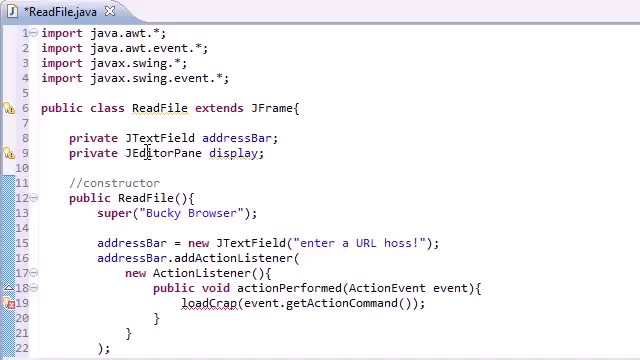 *ReadFile.java
1 import java.awt.*;
2 import java.awt.event.*;
3 import javax.swing.*;
4 import javax.swing.event.*;
5
6 public class ReadFile extends JFrame{
7
8 private JTextField addressBar;
9 private JEditorPane display;
10
11 //constructor
12 public ReadFile(){
13 super("Bucky Browser");
14
15 addressBar = new JTextField("enter a URL hoss!");
16 addressBar.addActionListener(
17 new ActionListener(){
18 public void actionPerformed(ActionEvent event){
19 loadCrap(event.getActionCommand());
20 }
21 }
22 );